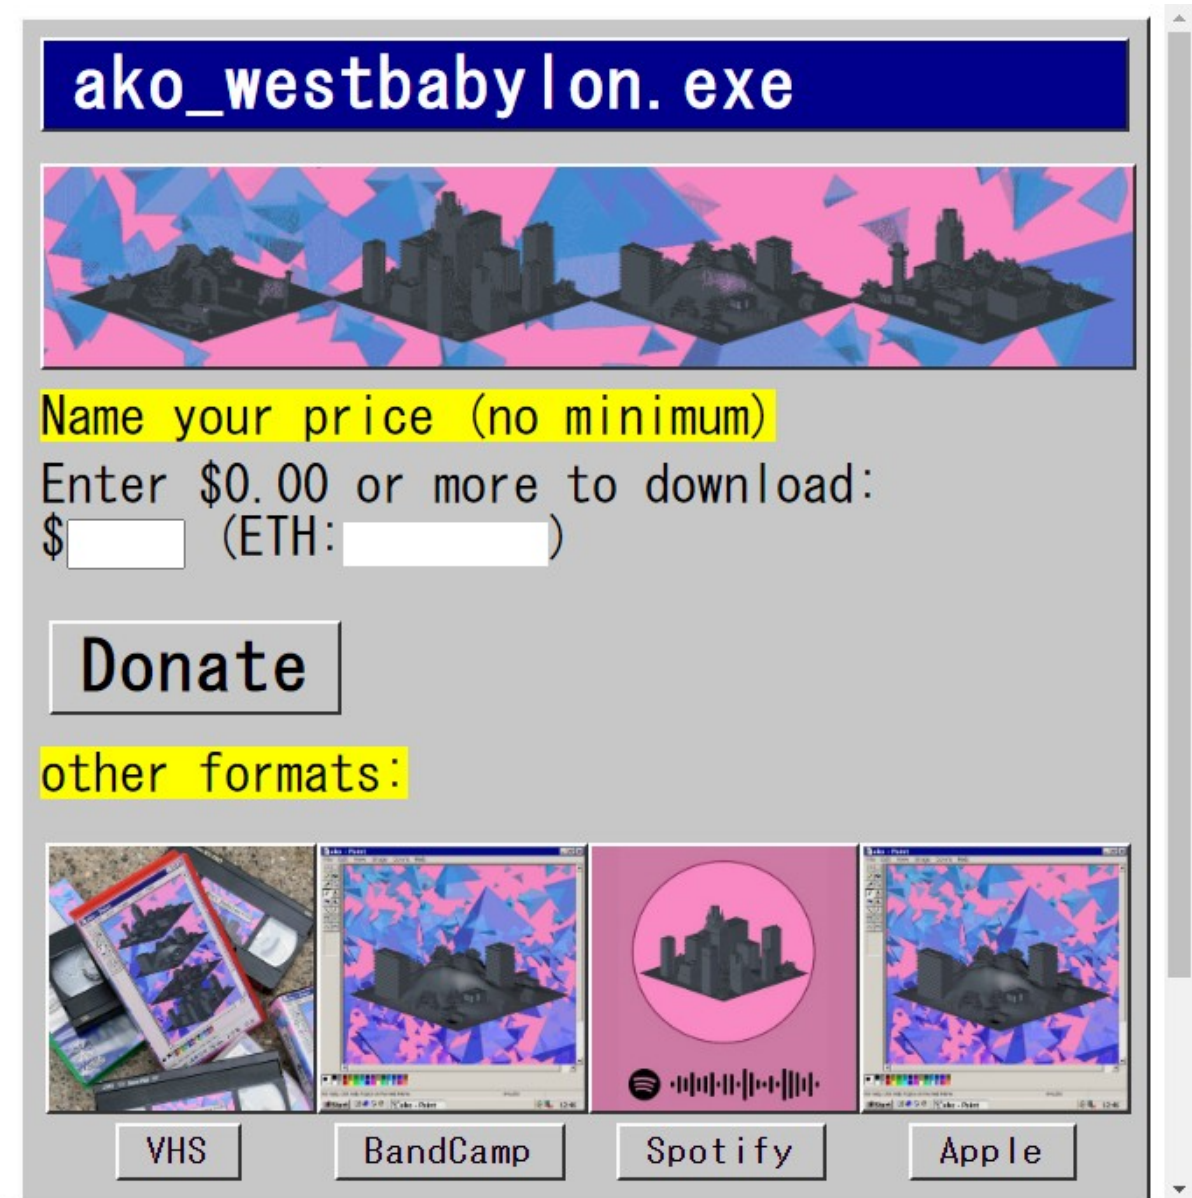 ako_westbabylon.exe
Name your price (no minimum)
Enter $0.00 or more to download:
$ (ETH: )
Donate
other formats:
VHS
BandCamp
Spotify
Apple